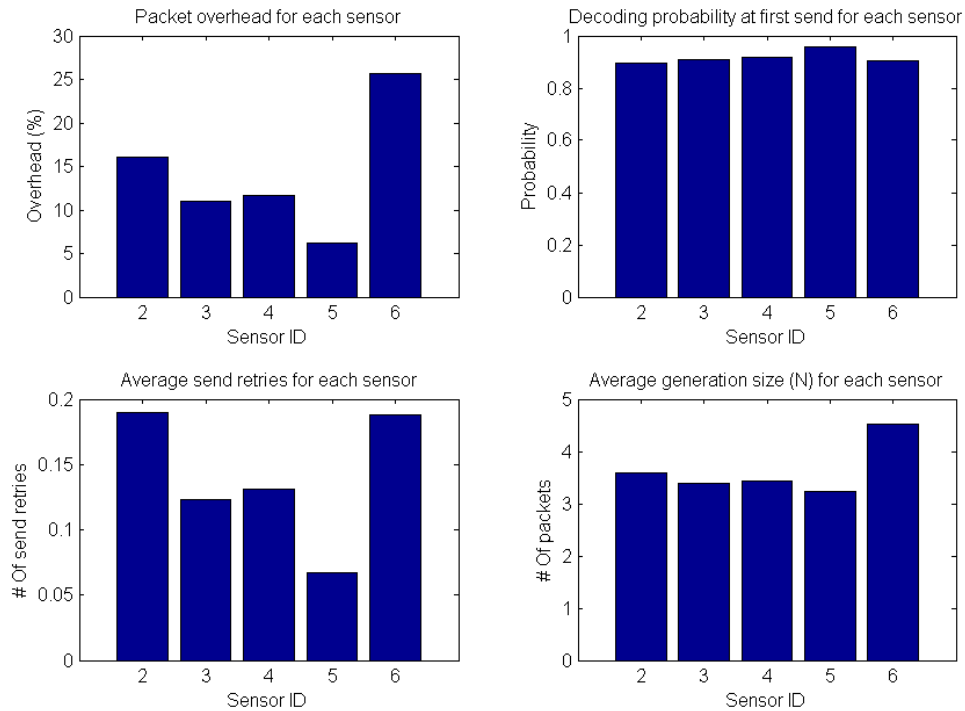 Packet overhead for each sensor
30
25
20
15
10
5
0
Overhead (%)
2 3 4 5 6
Sensor ID
Decoding probability at first send for each sensor
1
0.8
0.6
0.4
0.2
0
Probability
2 3 4 5 6
Sensor ID
Average send retries for each sensor
0.2
0.15
0.1
0.05
0
# Of send retries
2 3 4 5 6
Sensor ID
Average generation size (N) for each sensor
5
4
3
2
1
0
# Of packets
2 3 4 5 6
Sensor ID